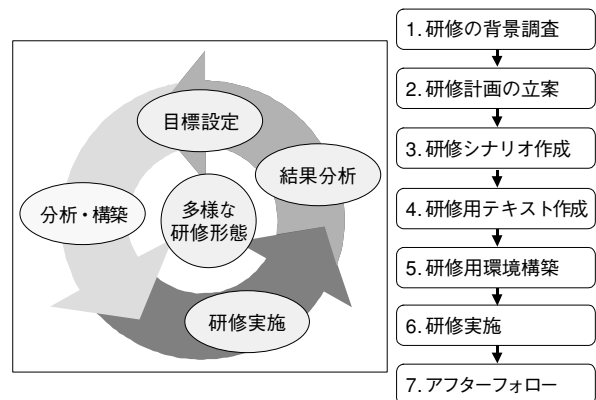 目標設定
結果分析
分析・構築
多様な
研修形態
研修実施
1. 研修の背景調査
2. 研修計画の立案
3. 研修シナリオ作成
4. 研修用テキスト作成
5. 研修用環境構築
6. 研修実施
7. アフターフォロー